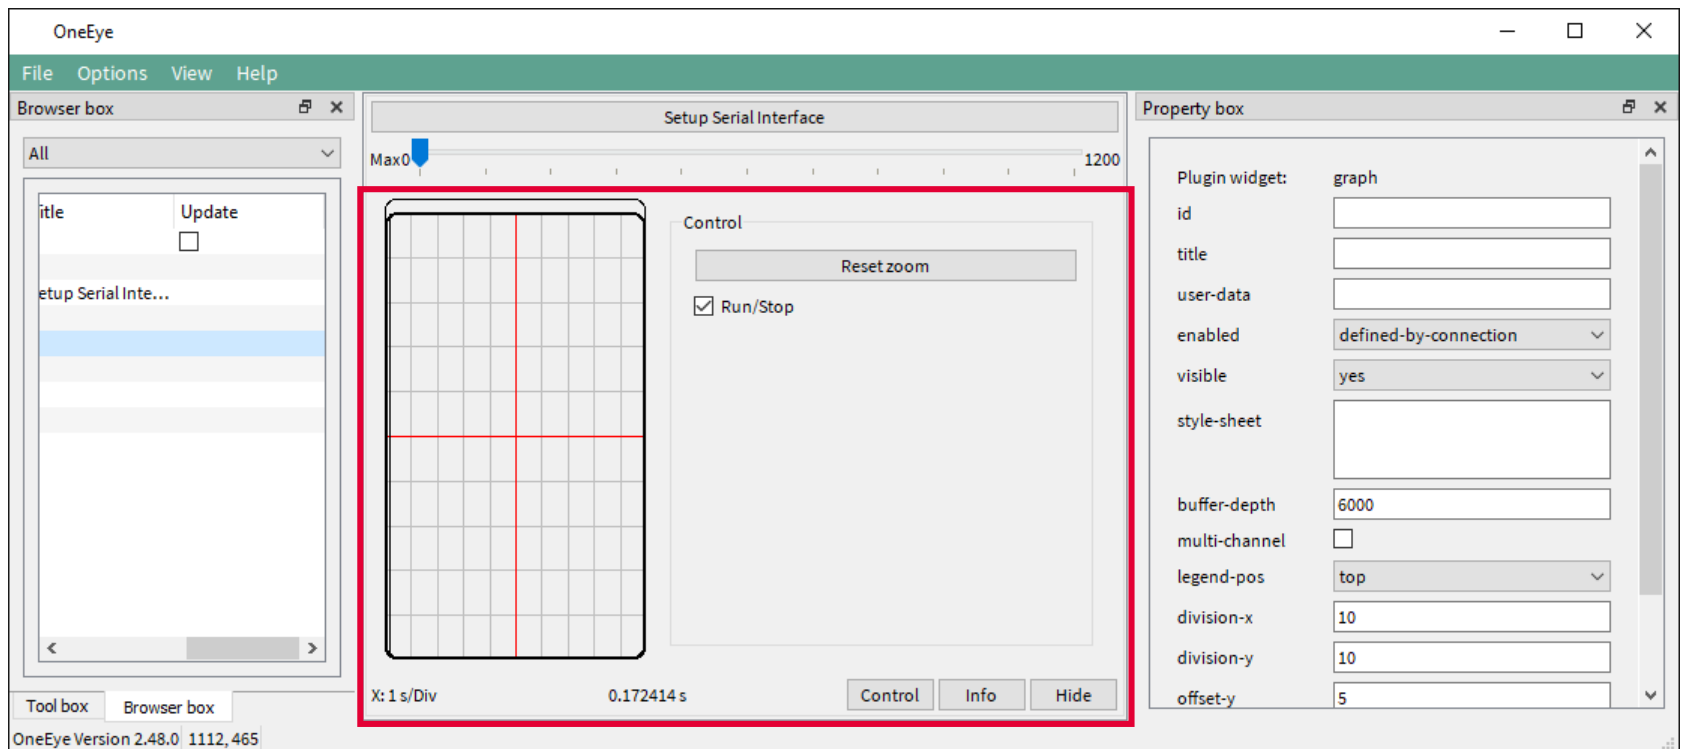 OneEye
File Options View Help
Browser box
All
itle Update
etup Serial Inte...
Tool box Browser box
OneEye Version 2.48.0 1112, 465
Setup Serial Interface
Max0 1200
Control
Reset zoom
Run/Stop
X: 1 s/Div 0.172414 s Control Info Hide
Property box
Plugin widget: graph
id
title
user-data
enabled defined-by-connection
visible yes
style-sheet
buffer-depth 6000
multi-channel
legend-pos top
division-x 10
division-y 10
offset-y 5